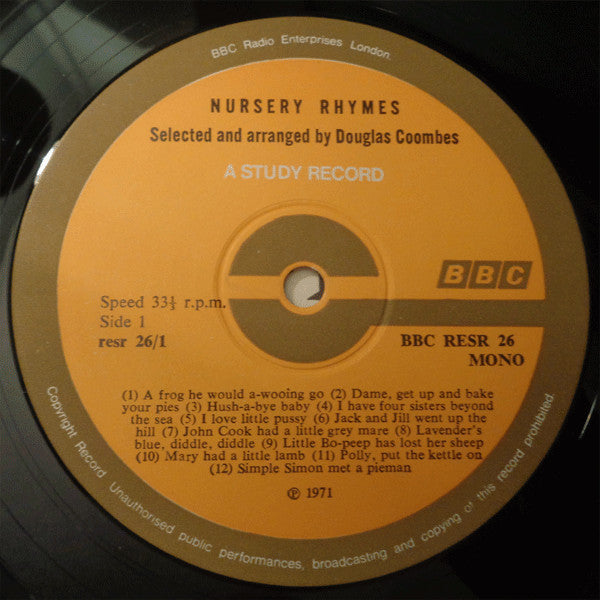 BBC Radio Enterprises London.
NURSERY RHYMES
Selected and arranged by Douglas Coombes
A STUDY RECORD
BBC
Speed 33⅓ r.p.m.
Side 1
resr 26/1
BBC RESR 26
MONO
(1) A frog he would a-wooing go (2) Dame, get up and bake
your pies (3) Hush-a-bye baby (4) I have four sisters beyond
the sea (5) I love little pussy (6) Jack and Jill went up the
hill (7) John Cook had a little grey mare (8) Lavender's
blue, diddle, diddle (9) Little Bo-peep has lost her sheep
(10) Mary had a little lamb (11) Polly, put the kettle on
(12) Simple Simon met a pieman
℗ 1971
Copyright Record. Unauthorised public performances, broadcasting and copying of this record prohibited.